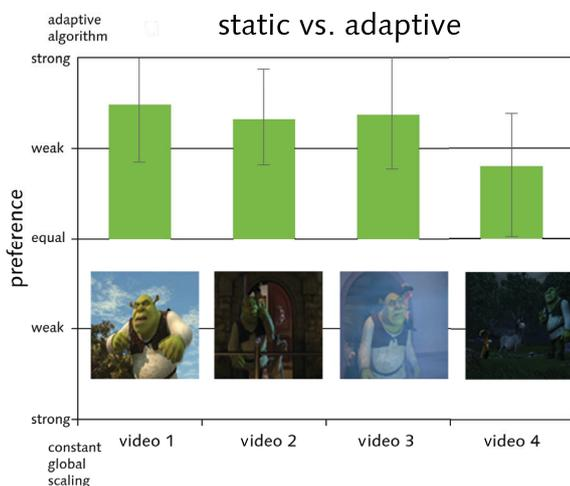 adaptive
algorithm
static vs. adaptive
strong
weak
equal
weak
strong
preference
constant
global
scaling
video 1
video 2
video 3
video 4